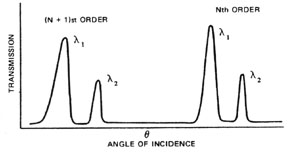 (N + 1)st ORDER
Nth ORDER
λ1
λ2
λ1
λ2
TRANSMISSION
θ
ANGLE OF INCIDENCE